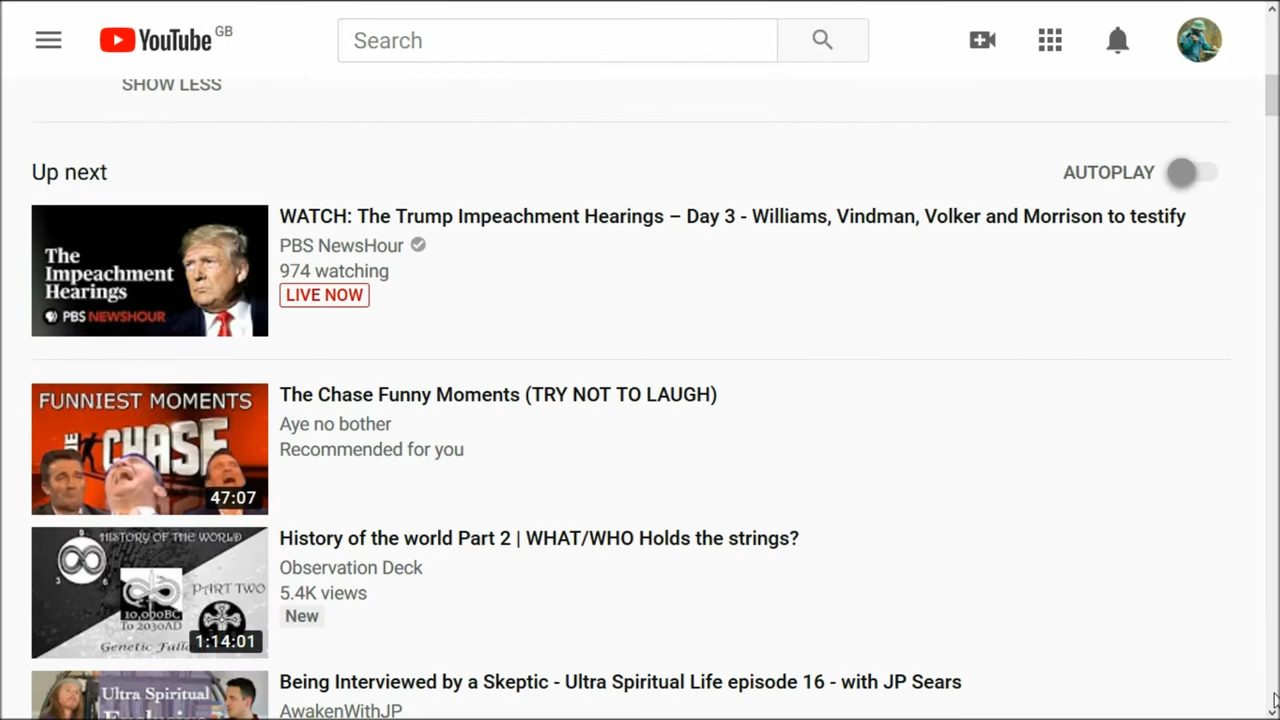 YouTube GB
Search
SHOW LESS
Up next
AUTOPLAY
The
Impeachment
Hearings
PBS NEWSHOUR
WATCH: The Trump Impeachment Hearings – Day 3 - Williams, Vindman, Volker and Morrison to testify
PBS NewsHour
974 watching
LIVE NOW
FUNNIEST MOMENTS
THE
CHASE
47:07
The Chase Funny Moments (TRY NOT TO LAUGH)
Aye no bother
Recommended for you
HISTORY OF THE WORLD
9
3 6
PART TWO
10,000BC
To 2030AD
Genetic
1:14:01
History of the world Part 2 | WHAT/WHO Holds the strings?
Observation Deck
5.4K views
New
Ultra Spiritual
Being Interviewed by a Skeptic - Ultra Spiritual Life episode 16 - with JP Sears
AwakenWithJP